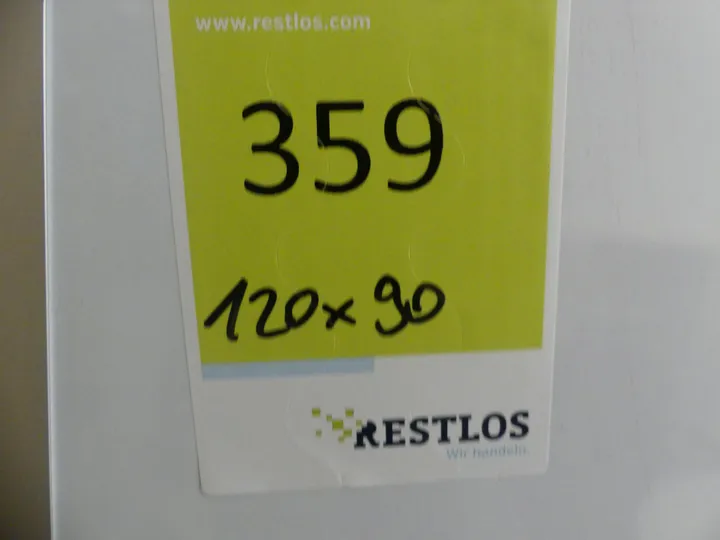 www.restlos.com
359
120x90
RESTLOS
Wir handeln.